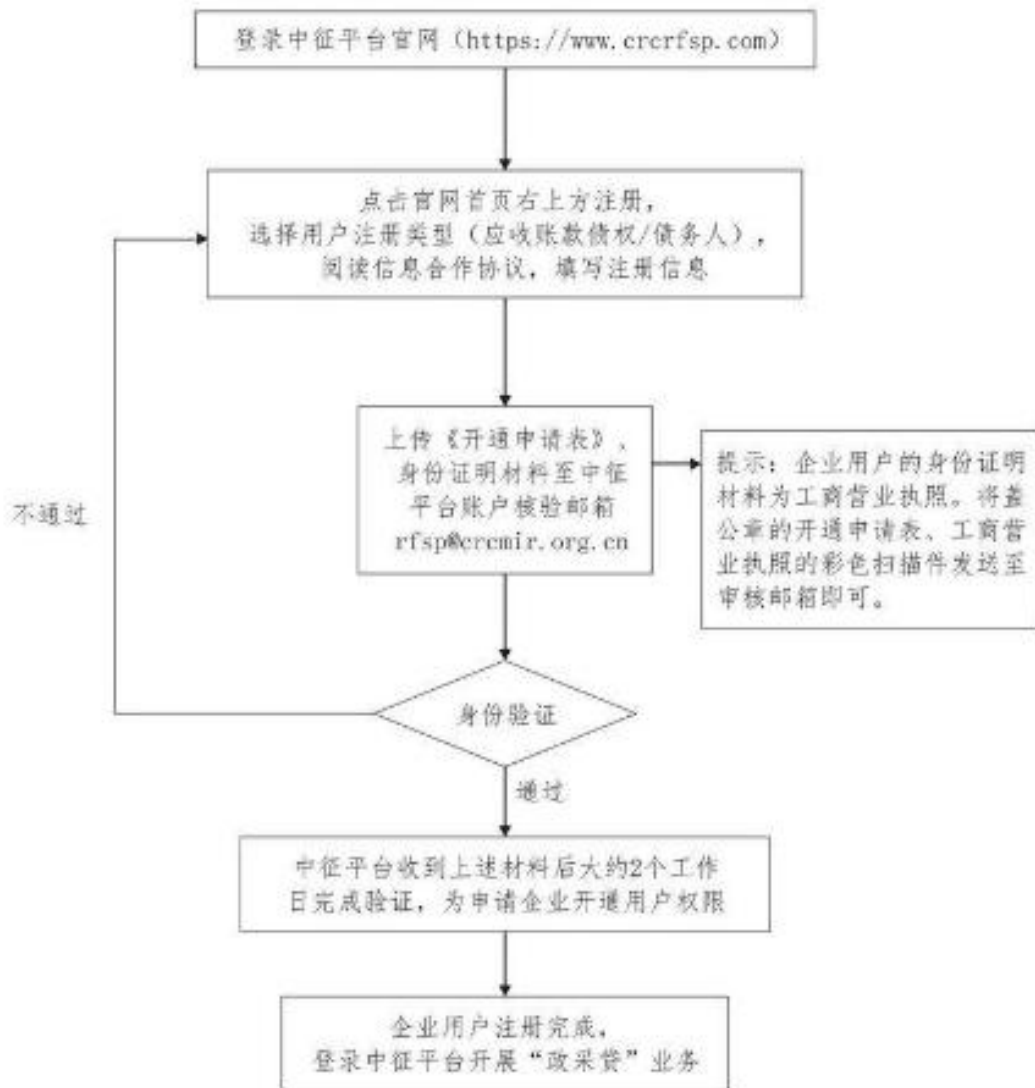 登录中征平台官网（https://www.crcrfsp.com）
点击官网首页右上方注册，
选择用户注册类型（应收账款债权/债务人），
阅读信息合作协议，填写注册信息
上传《开通申请表》、
身份证明材料至中征
平台账户核验邮箱
rfsp@crcmir.org.cn
提示：企业用户的身份证明
材料为工商营业执照。将盖
公章的开通申请表、工商营
业执照的彩色扫描件发送至
审核邮箱即可。
不通过
身份验证
通过
中征平台收到上述材料后大约2个工作
日完成验证，为申请企业开通用户权限
企业用户注册完成，
登录中征平台开展“政采贷”业务